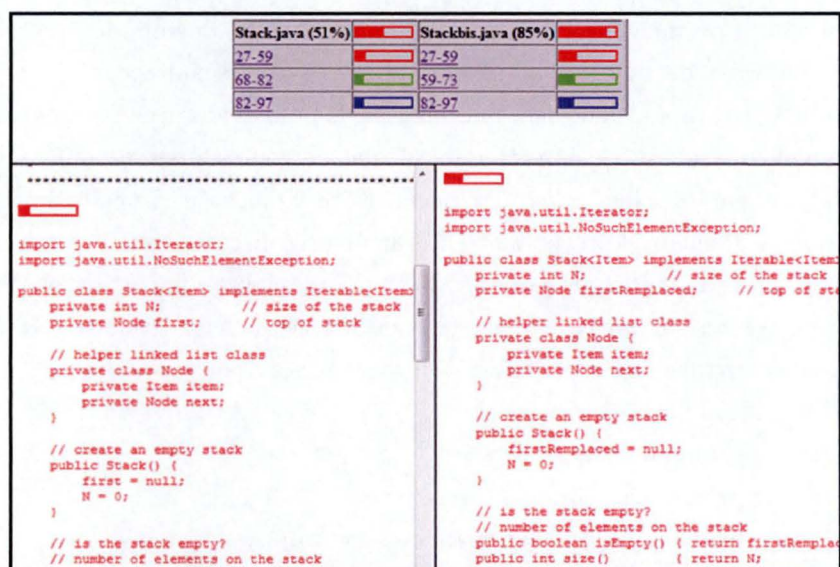 Stack.java (51%) Stackbis.java (85%)
27-59 27-59
68-82 59-73
82-97 82-97
import java.util.Iterator;
import java.util.NoSuchElementException;
public class Stack<Item> implements Iterable<Item>
private int N; // size of the stack
private Node first; // top of stack
// helper linked list class
private class Node {
private Item item;
private Node next;
}
// create an empty stack
public Stack() {
first = null;
N = 0;
}
// is the stack empty?
// number of elements on the stack
import java.util.Iterator;
import java.util.NoSuchElementException;
public class Stack<Item> implements Iterable<Item
private int N; // size of the stack
private Node firstRemplaced; // top of sta
// helper linked list class
private class Node {
private Item item;
private Node next;
}
// create an empty stack
public Stack() {
firstRemplaced = null;
N = 0;
}
// is the stack empty?
// number of elements on the stack
public boolean isEmpty() { return firstRemplac
public int size() { return N;